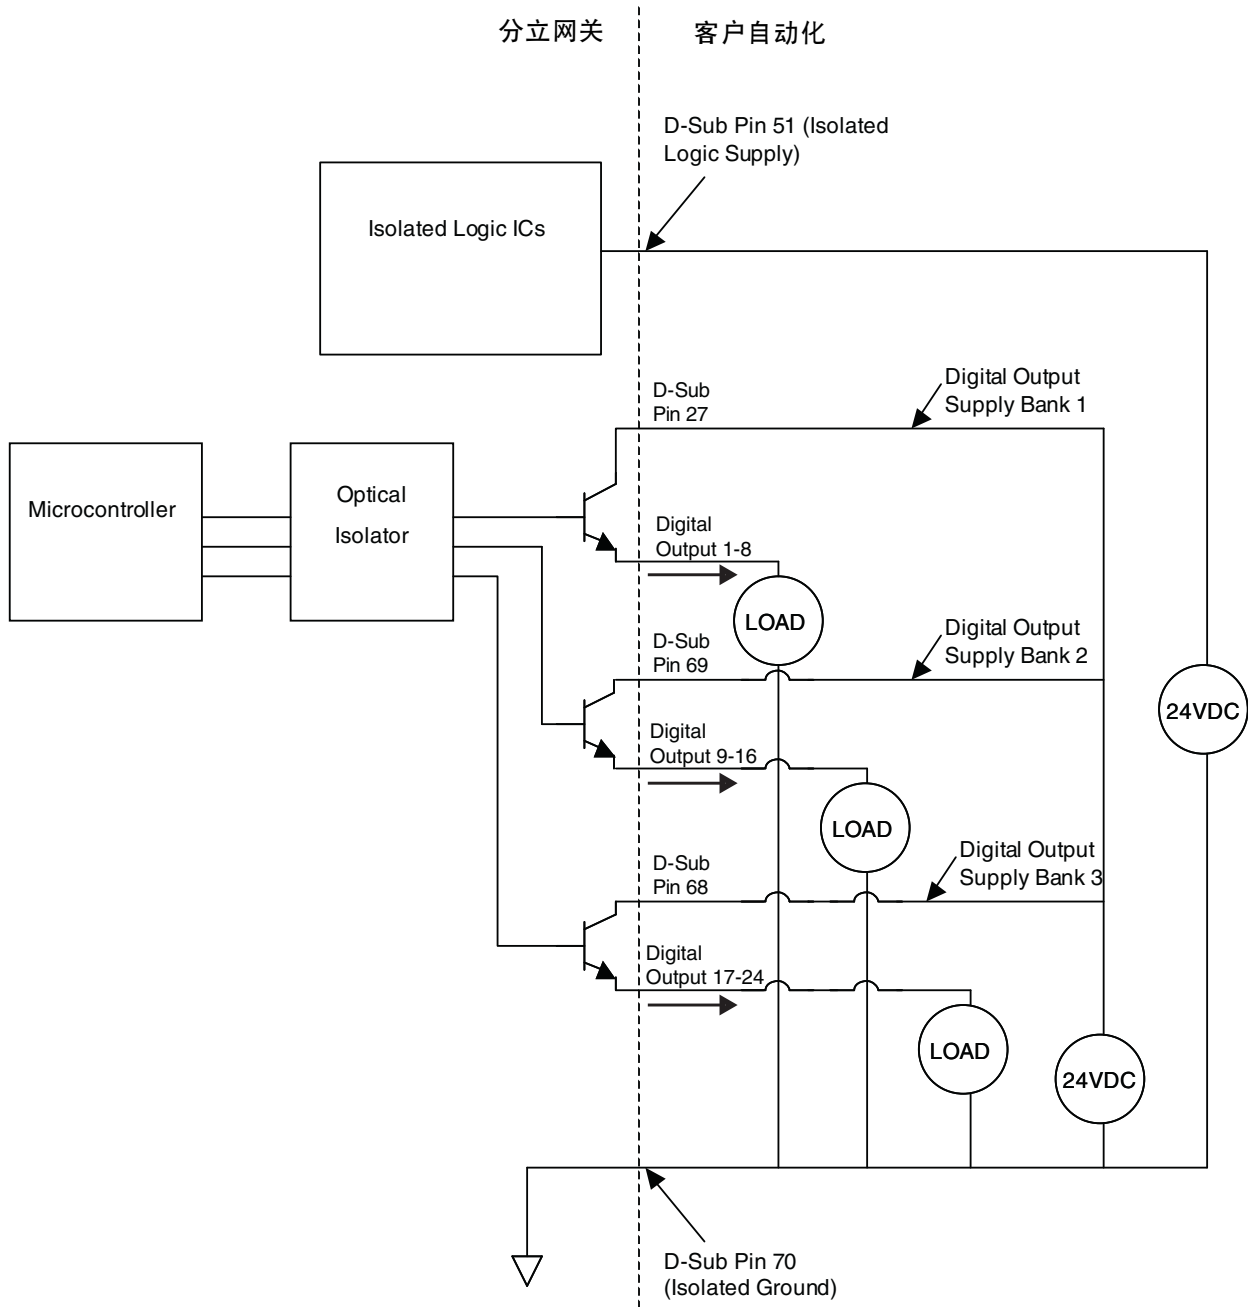 分立网关
客户自动化
D-Sub Pin 51 (Isolated
Logic Supply)
Isolated Logic ICs
D-Sub
Pin 27
Digital Output
Supply Bank 1
Microcontroller
Optical
Isolator
Digital
Output 1-8
LOAD
D-Sub
Pin 69
Digital Output
Supply Bank 2
24VDC
Digital
Output 9-16
LOAD
D-Sub
Pin 68
Digital Output
Supply Bank 3
Digital
Output 17-24
LOAD
24VDC
D-Sub Pin 70
(Isolated Ground)